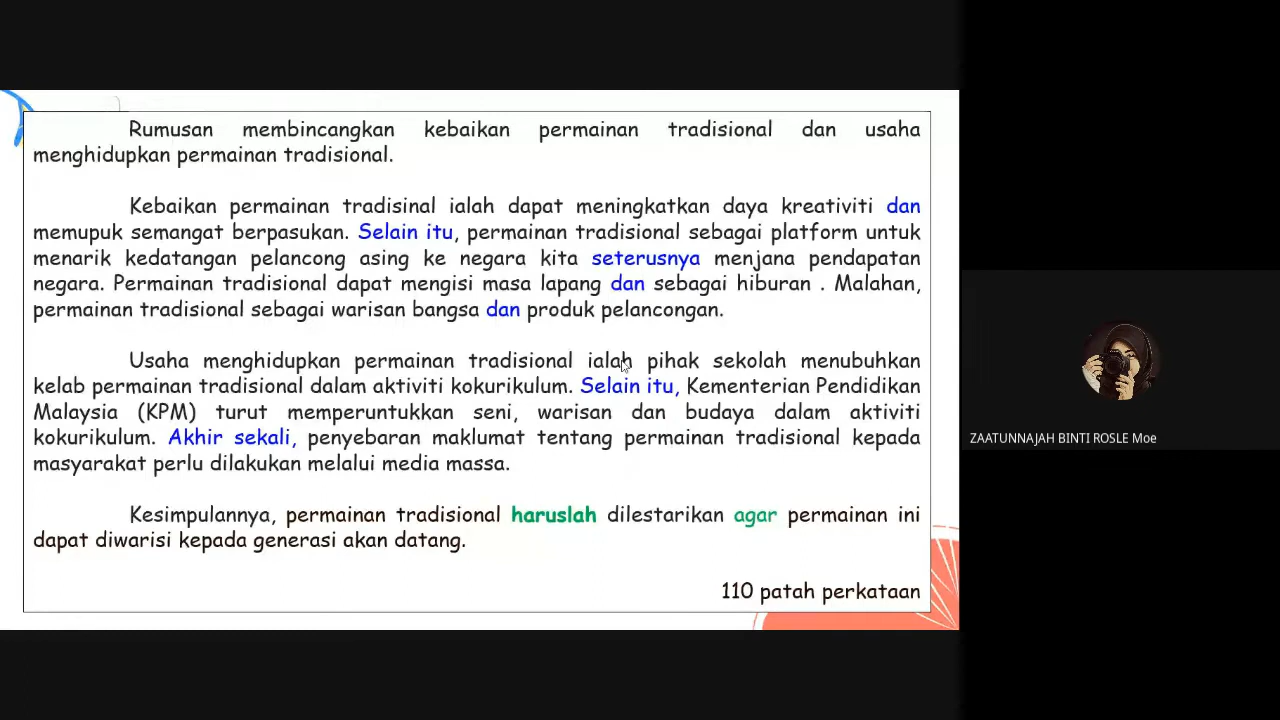 Rumusan membincangkan kebaikan permainan tradisional dan usaha
menghidupkan permainan tradisional.
Kebaikan permainan tradisinal ialah dapat meningkatkan daya kreativiti dan
memupuk semangat berpasukan. Selain itu, permainan tradisional sebagai platform untuk
menarik kedatangan pelancong asing ke negara kita seterusnya menjana pendapatan
negara. Permainan tradisional dapat mengisi masa lapang dan sebagai hiburan . Malahan,
permainan tradisional sebagai warisan bangsa dan produk pelancongan.
Usaha menghidupkan permainan tradisional ialah pihak sekolah menubuhkan
kelab permainan tradisional dalam aktiviti kokurikulum. Selain itu, Kementerian Pendidikan
Malaysia (KPM) turut memperuntukkan seni, warisan dan budaya dalam aktiviti
kokurikulum. Akhir sekali, penyebaran maklumat tentang permainan tradisional kepada
masyarakat perlu dilakukan melalui media massa.
Kesimpulannya, permainan tradisional haruslah dilestarikan agar permainan ini
dapat diwarisi kepada generasi akan datang.
110 patah perkataan
ZAATUNNAJAH BINTI ROSLE Moe